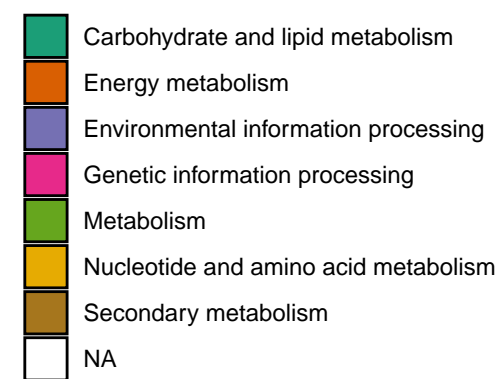 Carbohydrate and lipid metabolism
Energy metabolism
Environmental information processing
Genetic information processing
Metabolism
Nucleotide and amino acid metabolism
Secondary metabolism
NA